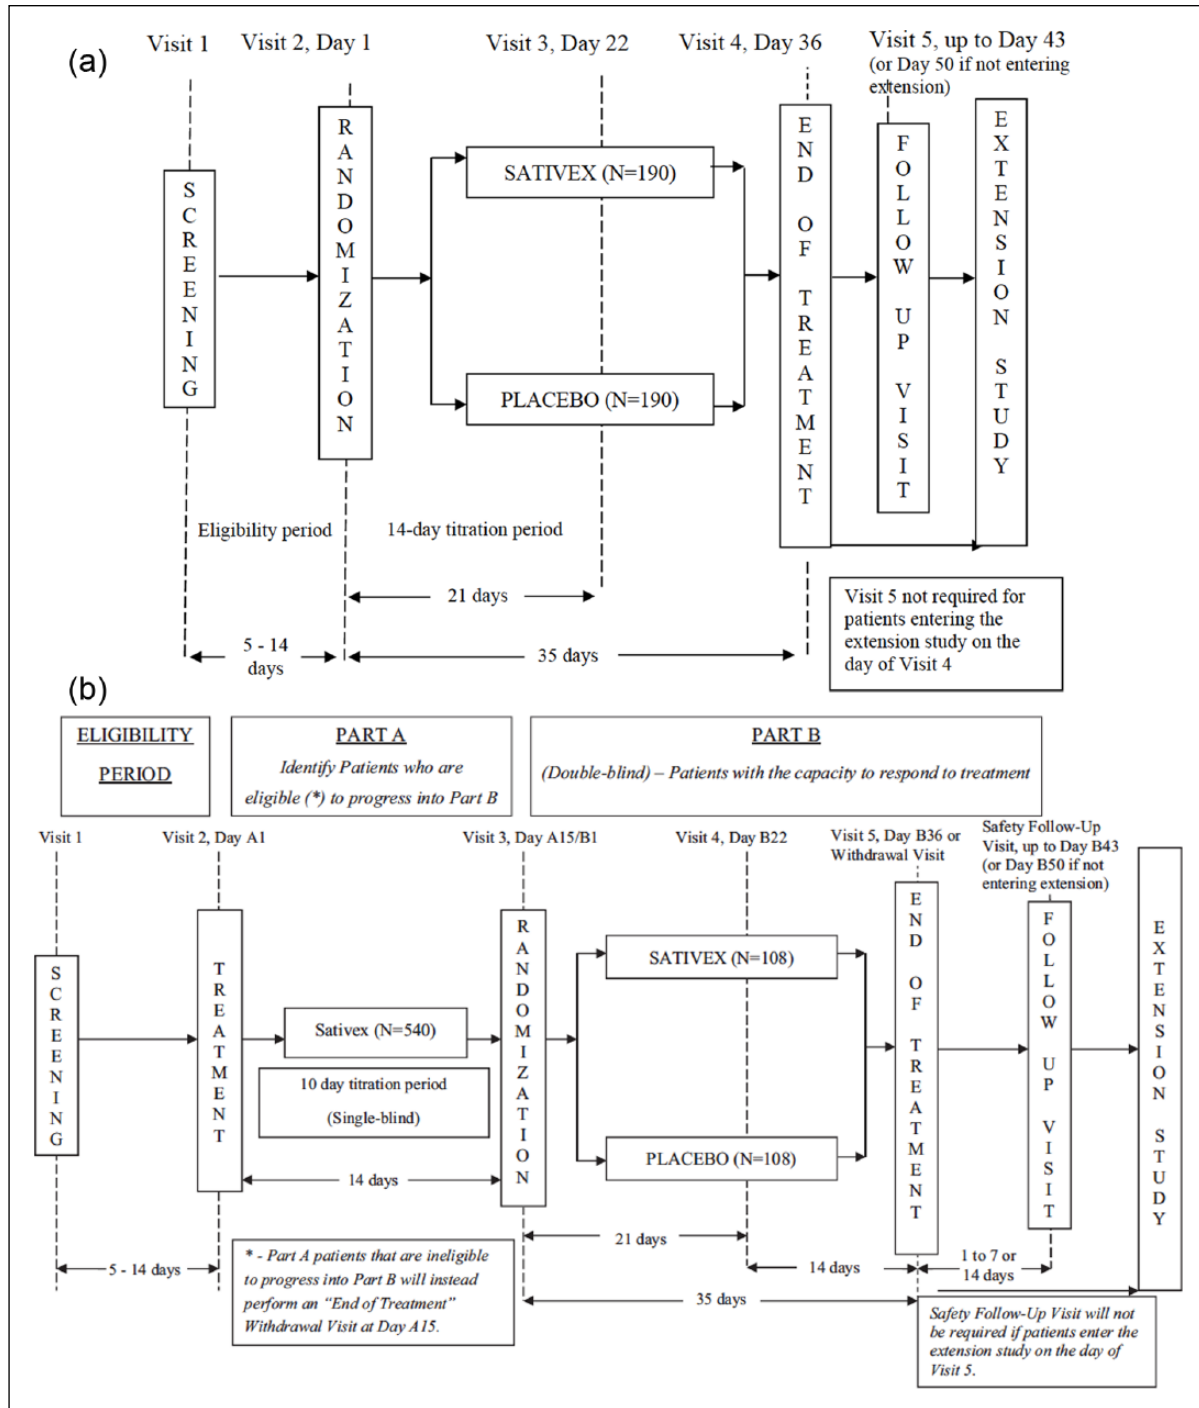 (a)
Visit 1
Visit 2, Day 1
Visit 3, Day 22
Visit 4, Day 36
Visit 5, up to Day 43
(or Day 50 if not entering
extension)
SCREENING
RANDOMIZATION
SATIVEX (N=190)
PLACEBO (N=190)
END OF TREATMENT
FOLLOW UP VISIT
EXTENSION STUDY
Eligibility period
14-day titration period
21 days
5 - 14
days
35 days
Visit 5 not required for
patients entering the
extension study on the
day of Visit 4
(b)
ELIGIBILITY
PERIOD
PART A
Identify Patients who are
eligible (*) to progress into Part B
PART B
(Double-blind) – Patients with the capacity to respond to treatment
Visit 1
Visit 2, Day A1
Visit 3, Day A15/B1
Visit 4, Day B22
Visit 5, Day B36 or
Withdrawal Visit
Safety Follow-Up
Visit, up to Day B43
(or Day B50 if not
entering extension)
SCREENING
TREATMENT
Sativex (N=540)
10 day titration period
(Single-blind)
RANDOMIZATION
SATIVEX (N=108)
PLACEBO (N=108)
END OF TREATMENT
FOLLOW UP VISIT
EXTENSION STUDY
14 days
21 days
5 - 14 days
14 days
1 to 7 or
14 days
35 days
* - Part A patients that are ineligible
to progress into Part B will instead
perform an “End of Treatment”
Withdrawal Visit at Day A15.
Safety Follow-Up Visit will not
be required if patients enter the
extension study on the day of
Visit 5.